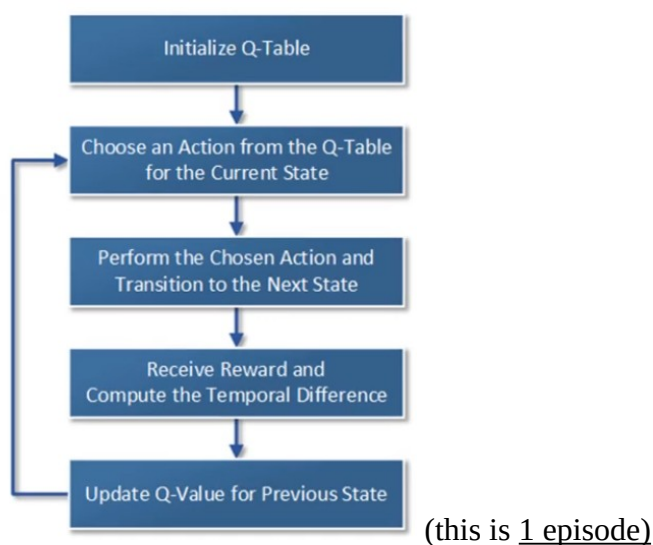 Initialize Q-Table
Choose an Action from the Q-Table
for the Current State
Perform the Chosen Action and
Transition to the Next State
Receive Reward and
Compute the Temporal Difference
Update Q-Value for Previous State
(this is 1 episode)